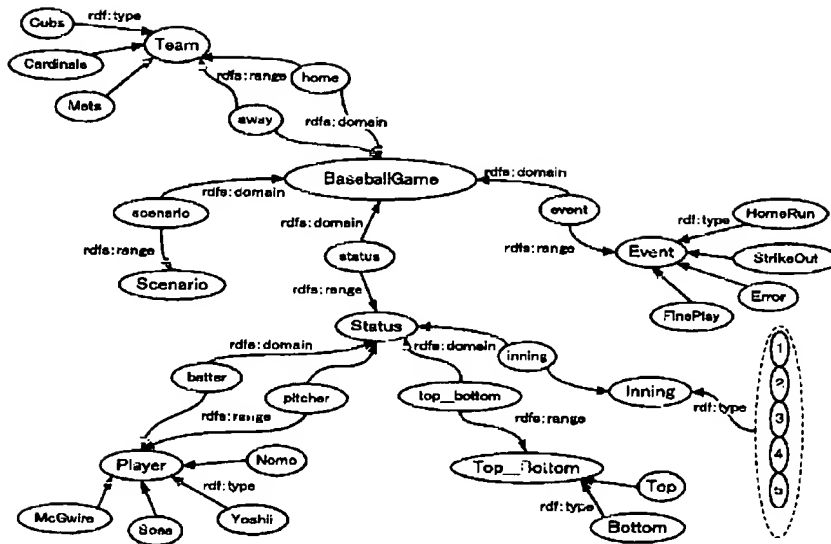 Cubs
rdf:type
Team
Cardinals
Mets
rdfs:range
home
away
rdfs:domain
BaseballGame
rdfs:domain
scenario
rdfs:domain
rdfs:range
Scenario
rdfs:domain
status
rdfs:range
event
rdfs:range
rdf:type
HomeRun
Event
StrikeOut
Error
FinePlay
Status
rdfs:domain
batter
pitcher
rdfs:range
rdfs:domain
inning
top_bottom
rdfs:range
Inning
rdf:type
1
2
3
4
5
Player
Nomo
rdf:type
McGwire
Sosa
Yoshii
Top_Bottom
Top
rdf:type
Bottom